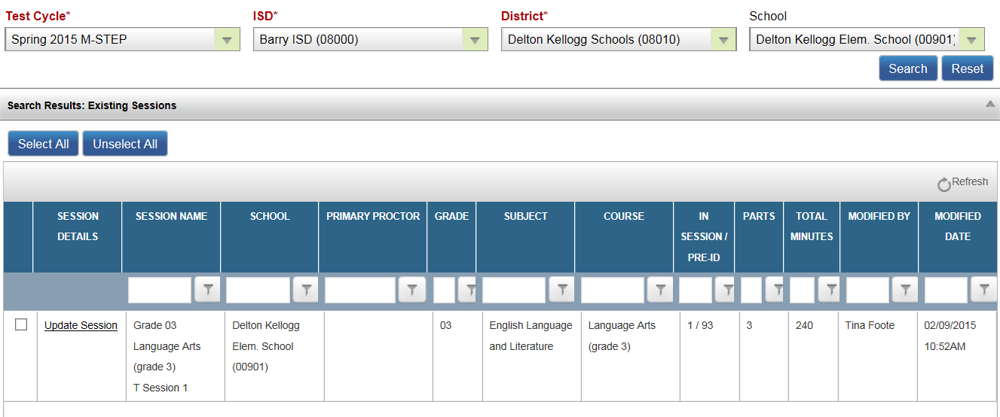 Test Cycle* ISD* District* School
Spring 2015 M-STEP Barry ISD (08000) Delton Kellogg Schools (08010) Delton Kellogg Elem. School (00901)
Search Reset
Search Results: Existing Sessions
Select All Unselect All
Refresh
SESSION DETAILS SESSION NAME SCHOOL PRIMARY PROCTOR GRADE SUBJECT COURSE IN SESSION / PRE-ID PARTS TOTAL MINUTES MODIFIED BY MODIFIED DATE
Update Session Grade 03 Delton Kellogg 03 English Language Language Arts 1 / 93 3 240 Tina Foote 02/09/2015
Language Arts Elem. School and Literature (grade 3) 10:52AM
(grade 3) (00901)
T Session 1